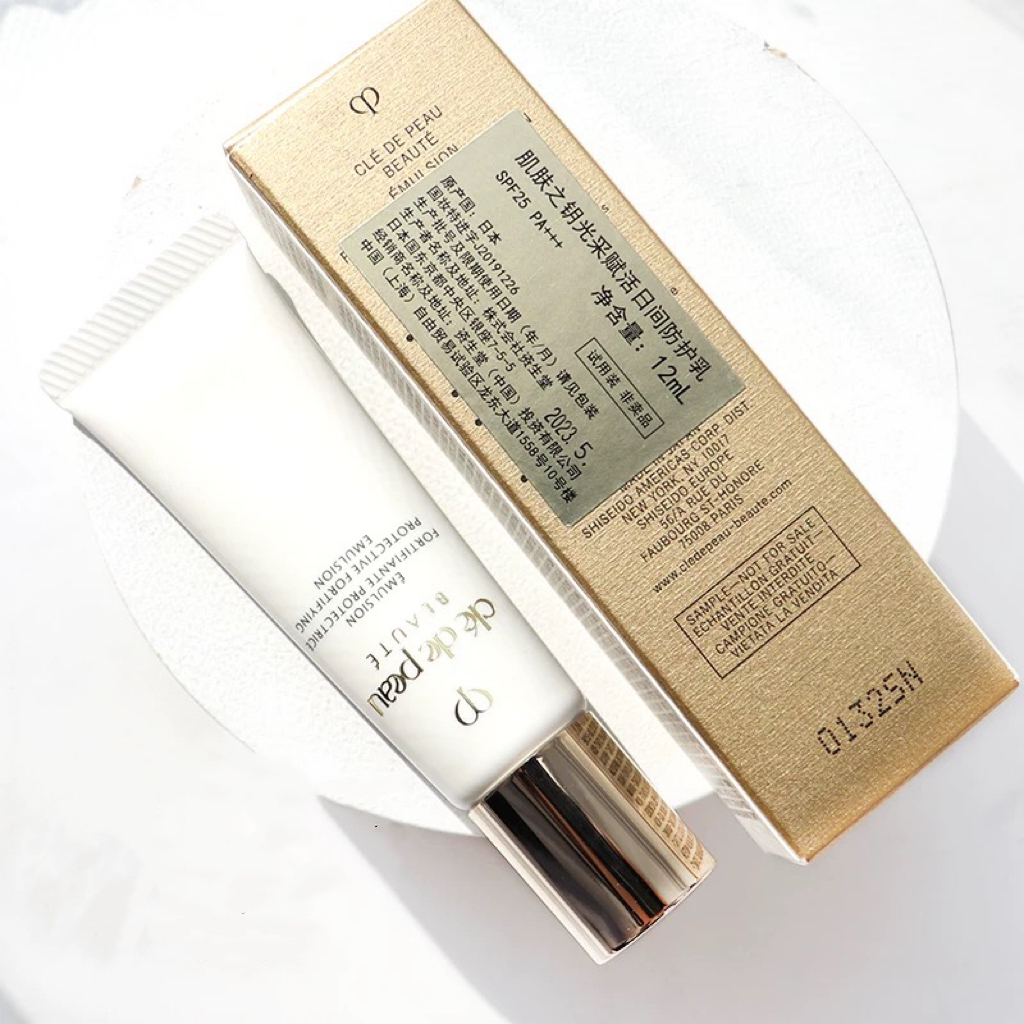 CLÉ DE PEAU
BEAUTÉ
ÉMULSION
肌肤之钥光采赋活日间防护乳
SPF25 PA+++
净含量：12mL
试用装 非卖品
原产国：日本
国妆特进字J20191226
生产批号及限期使用日期（年/月）请见包装
2023. 5.
生产者名称及地址：株式会社资生堂
日本国东京都中央区银座7-5-5
经销商名称及地址：资生堂（中国）投资有限公司
中国（上海）自由贸易试验区龙东大道1558号10号楼
SHISEIDO AMERICAS CORP. DIST
NEW YORK, NY 10017
SHISEIDO EUROPE
56/A RUE DU
FAUBOURG ST-HONORE
75008 PARIS
www.cledepeau-beaute.com
SAMPLE—NOT FOR SALE
ECHANTILLON GRATUIT—
VENTE INTERDITE—
CAMPIONE GRATUITO—
VIETATA LA VENDITA
01325N
clé de peau
BEAUTÉ
ÉMULSION
FORTIFIANTE PROTECTRICE
PROTECTIVE FORTIFYING
EMULSION